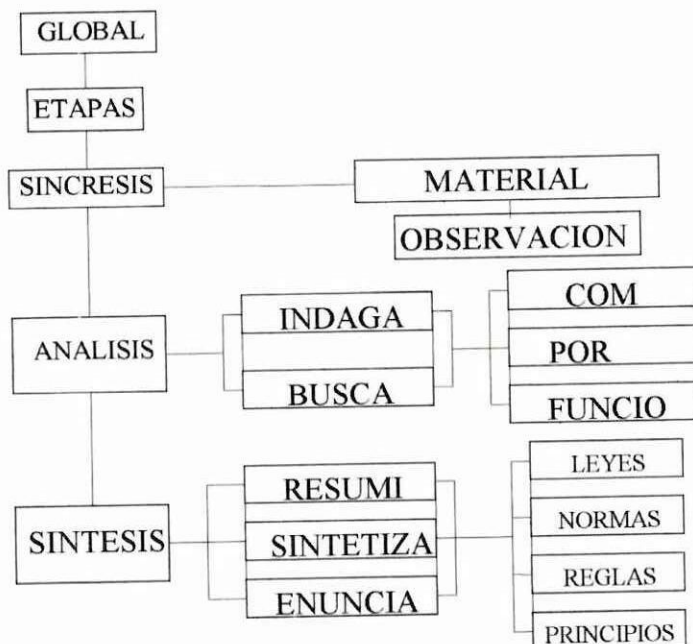 GLOBAL
ETAPAS
SINCRESIS
MATERIAL
OBSERVACION
ANALISIS
INDAGA
BUSCA
COM
POR
FUNCIO
SINTESIS
RESUMI
SINTETIZA
ENUNCIA
LEYES
NORMAS
REGLAS
PRINCIPIOS